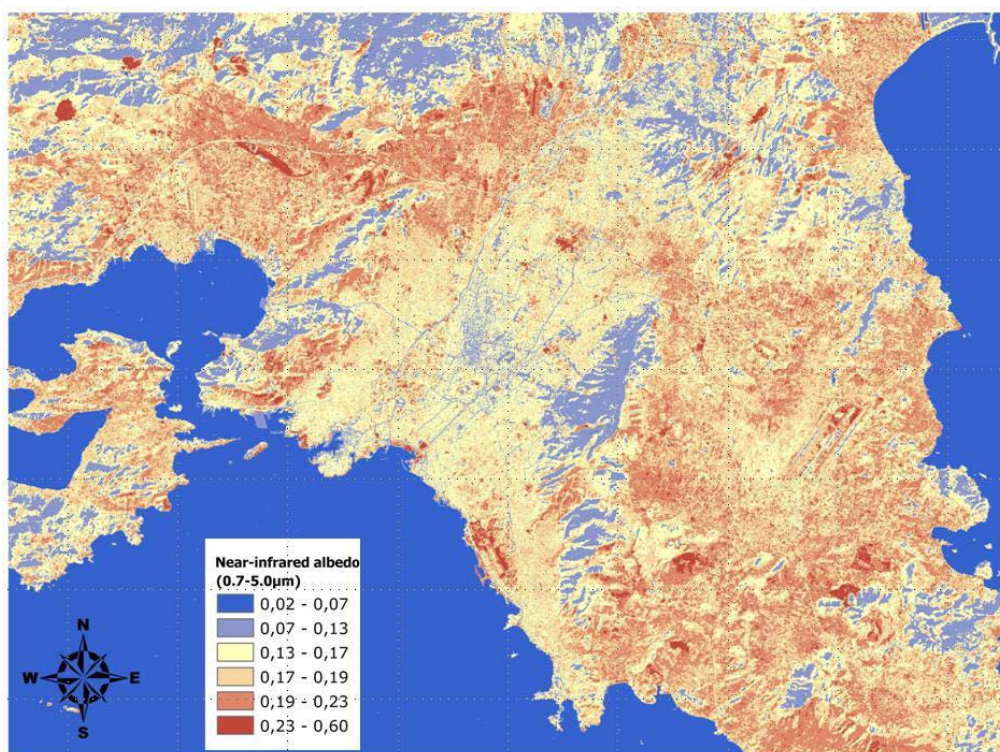 Near-infrared albedo
(0.7-5.0µm)
0,02 - 0,07
0,07 - 0,13
0,13 - 0,17
0,17 - 0,19
0,19 - 0,23
0,23 - 0,60
N
W E
S